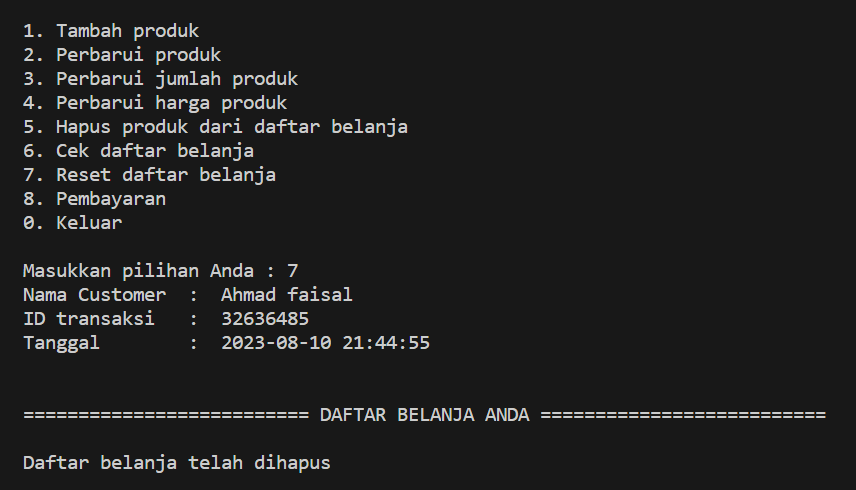 1. Tambah produk
2. Perbarui produk
3. Perbarui jumlah produk
4. Perbarui harga produk
5. Hapus produk dari daftar belanja
6. Cek daftar belanja
7. Reset daftar belanja
8. Pembayaran
0. Keluar
Masukkan pilihan Anda : 7
Nama Customer  :  Ahmad faisal
ID transaksi   :  32636485
Tanggal        :  2023-08-10 21:44:55
========================== DAFTAR BELANJA ANDA ==========================
Daftar belanja telah dihapus